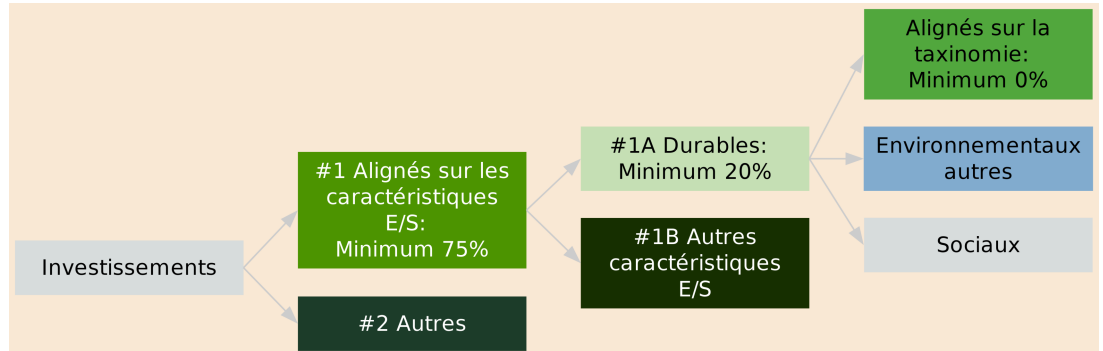 Investissements
#1 Alignés sur les
caractéristiques
E/S:
Minimum 75%
#2 Autres
#1A Durables:
Minimum 20%
#1B Autres
caractéristiques
E/S
Alignés sur la
taxinomie:
Minimum 0%
Environnementaux
autres
Sociaux